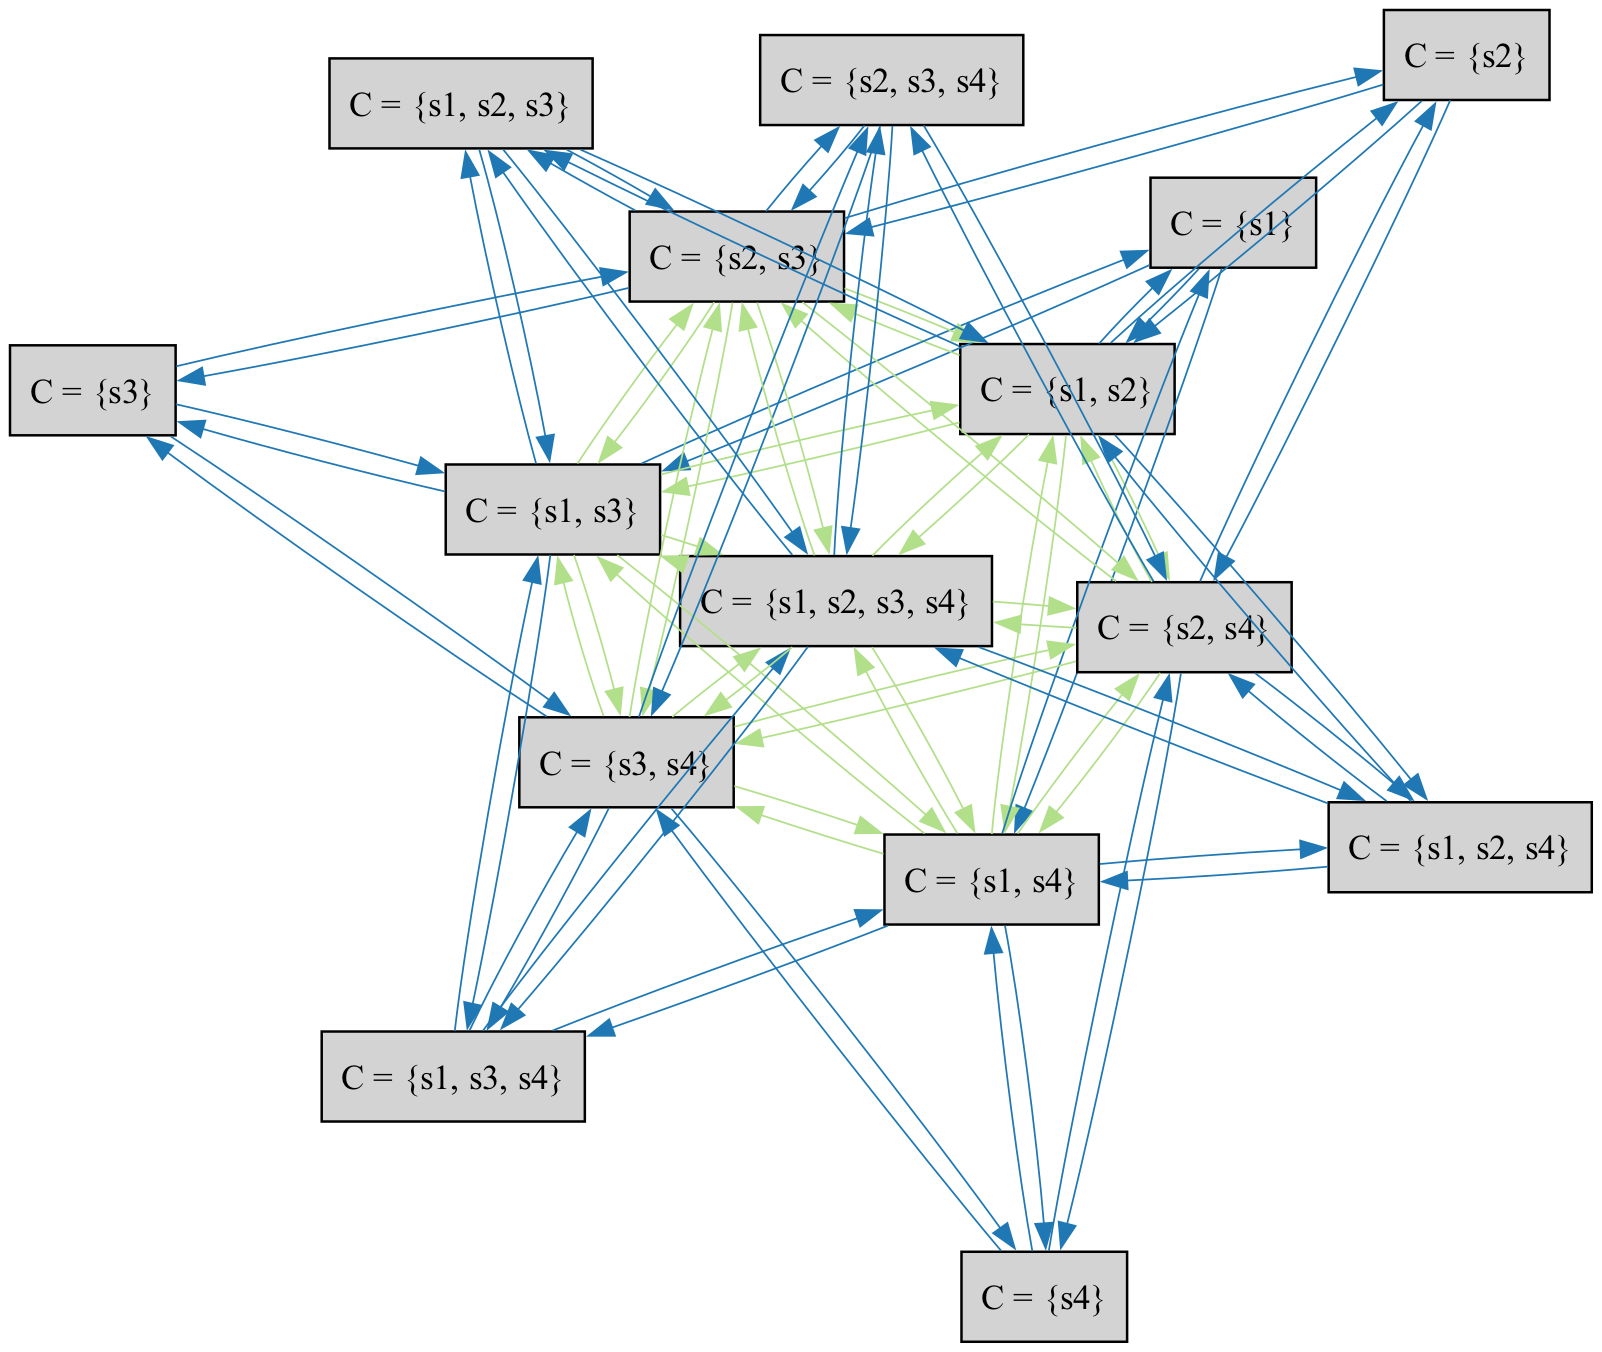 C = {s2}
C = {s2, s3, s4}
C = {s1, s2, s3}
C = {s1}
C = {s2, s3}
C = {s3}
C = {s1, s2}
C = {s1, s3}
C = {s1, s2, s3, s4}
C = {s2, s4}
C = {s3, s4}
C = {s1, s2, s4}
C = {s1, s4}
C = {s1, s3, s4}
C = {s4}